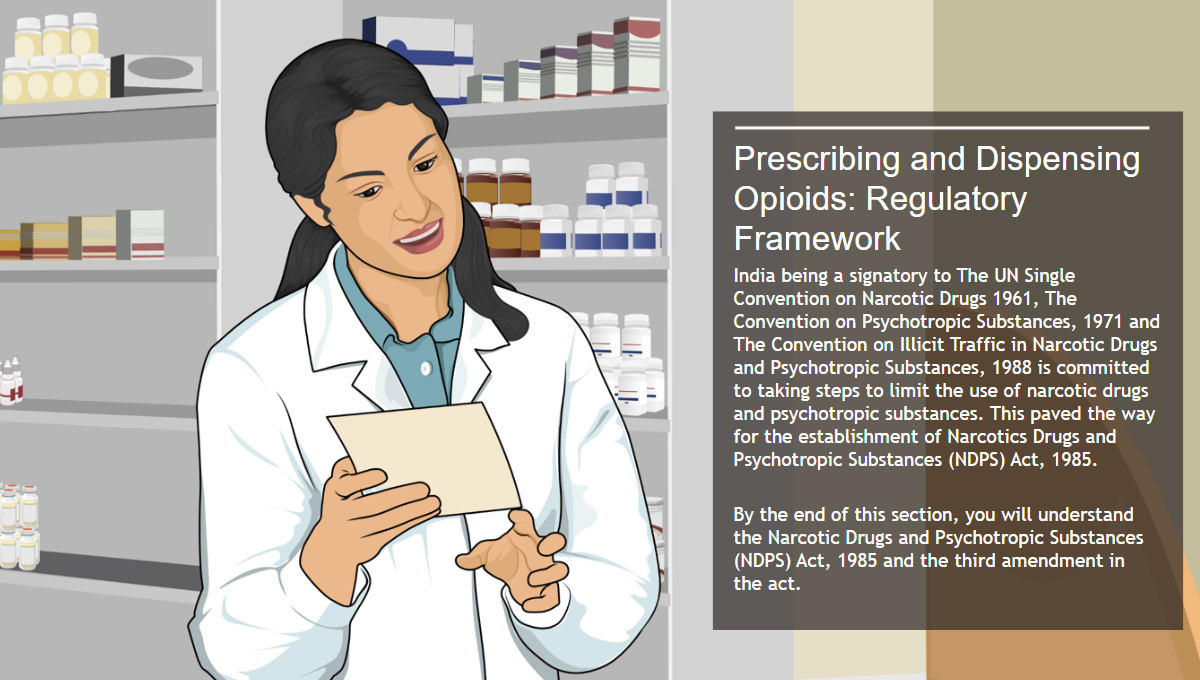 Prescribing and Dispensing
Opioids: Regulatory
Framework
India being a signatory to The UN Single
Convention on Narcotic Drugs 1961, The
Convention on Psychotropic Substances, 1971 and
The Convention on Illicit Traffic in Narcotic Drugs
and Psychotropic Substances, 1988 is committed
to taking steps to limit the use of narcotic drugs
and psychotropic substances. This paved the way
for the establishment of Narcotics Drugs and
Psychotropic Substances (NDPS) Act, 1985.
By the end of this section, you will understand
the Narcotic Drugs and Psychotropic Substances
(NDPS) Act, 1985 and the third amendment in
the act.